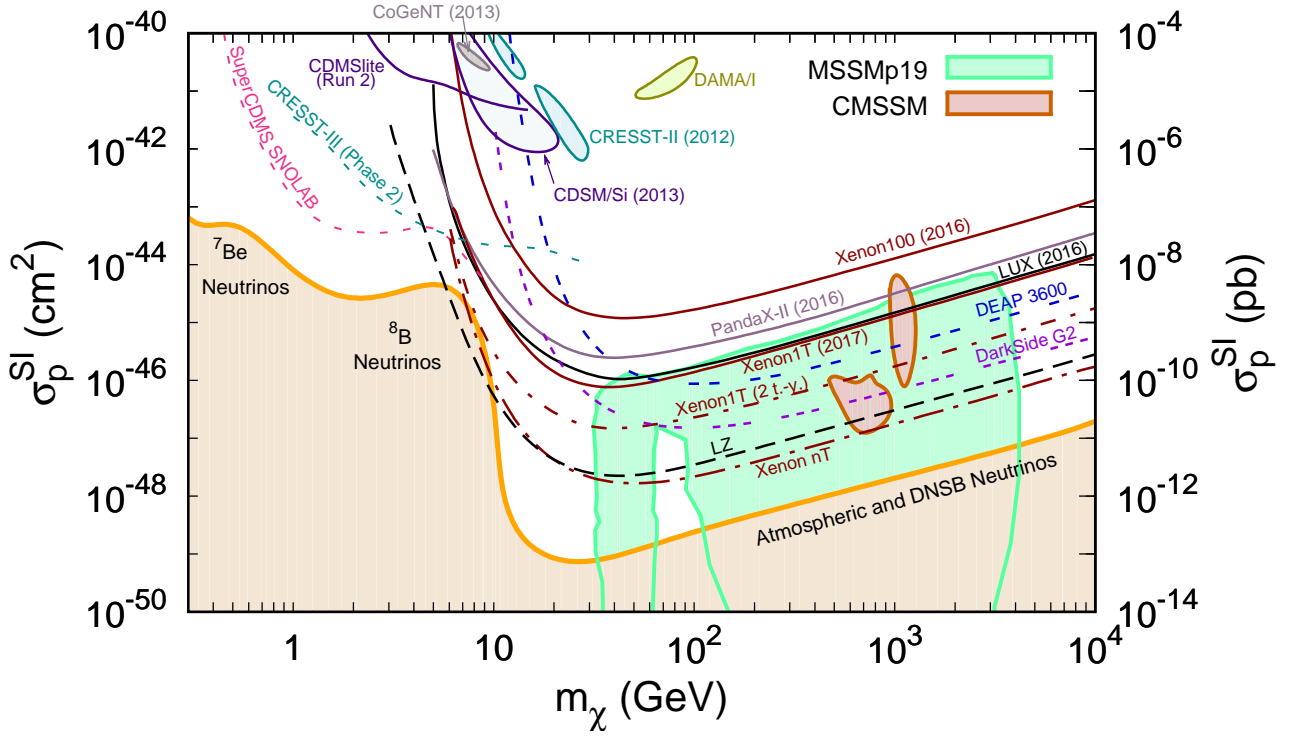 CoGeNT (2013)
10⁻⁴⁰
10⁻⁴²
10⁻⁴⁴
10⁻⁴⁶
10⁻⁴⁸
10⁻⁵⁰
σₚˢᴵ (cm²)
10⁻⁴
10⁻⁶
10⁻⁸
10⁻¹⁰
10⁻¹²
10⁻¹⁴
σₚˢᴵ (pb)
MSSMp19
CMSSM
SuperCDMS SNOLAB
CRESST-III (Phase 2)
CDMSlite
(Run 2)
DAMA/I
CRESST-II (2012)
CDSM/Si (2013)
Xenon100 (2016)
PandaX-II (2016)
LUX (2016)
Xenon1T (2017)
DEAP 3600
DarkSide G2
Xenon1T (2 t.-y.)
LZ
Xenon nT
⁷Be
Neutrinos
⁸B
Neutrinos
Atmospheric and DNSB Neutrinos
1
10
10²
10³
10⁴
m_χ (GeV)